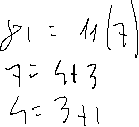 81 = 11(7)
7 = 4+3
4 = 3+1